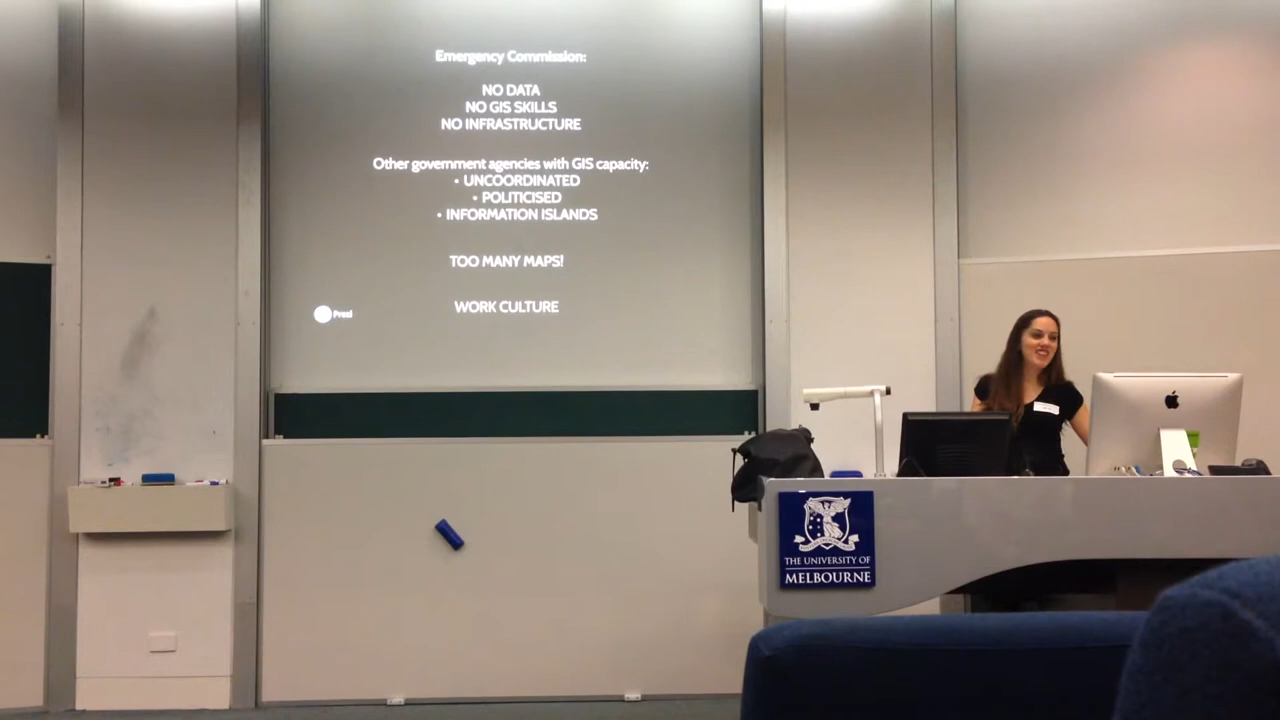 Emergency Commission:
NO DATA
NO GIS SKILLS
NO INFRASTRUCTURE
Other government agencies with GIS capacity:
• UNCOORDINATED
• POLITICISED
• INFORMATION ISLANDS
TOO MANY MAPS!
WORK CULTURE
Prezi
THE UNIVERSITY OF
MELBOURNE